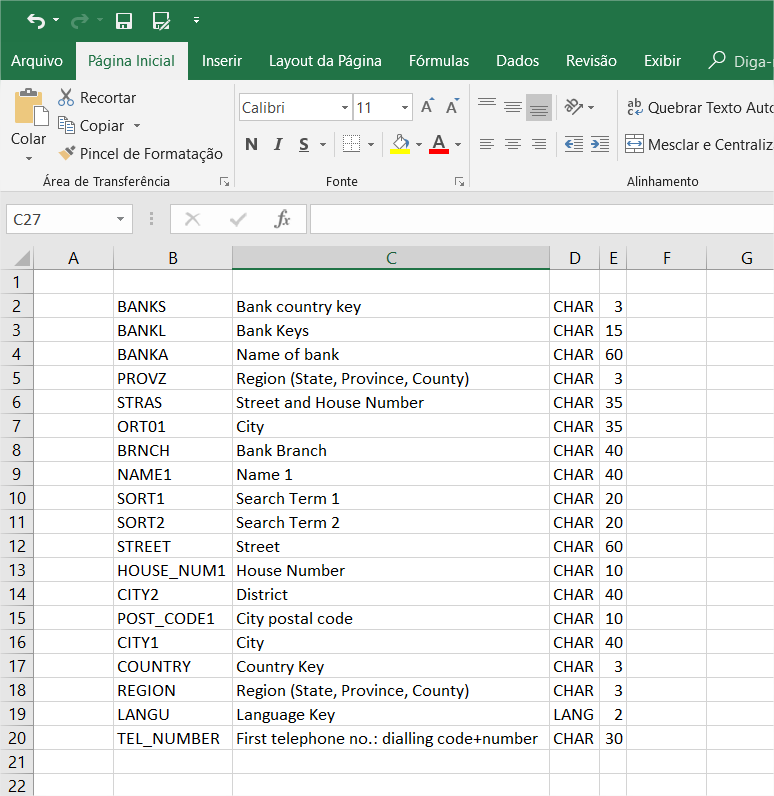 Arquivo Página Inicial Inserir Layout da Página Fórmulas Dados Revisão Exibir Diga-
Colar
Recortar
Copiar
Pincel de Formatação
Área de Transferência
Calibri 11 A A
N I S A
Fonte
ab c Quebrar Texto Auto
Mesclar e Centraliz
Alinhamento
C27 fx
A B C D E F G
1
2 BANKS Bank country key CHAR 3
3 BANKL Bank Keys CHAR 15
4 BANKA Name of bank CHAR 60
5 PROVZ Region (State, Province, County) CHAR 3
6 STRAS Street and House Number CHAR 35
7 ORT01 City CHAR 35
8 BRNCH Bank Branch CHAR 40
9 NAME1 Name 1 CHAR 40
10 SORT1 Search Term 1 CHAR 20
11 SORT2 Search Term 2 CHAR 20
12 STREET Street CHAR 60
13 HOUSE_NUM1 House Number CHAR 10
14 CITY2 District CHAR 40
15 POST_CODE1 City postal code CHAR 10
16 CITY1 City CHAR 40
17 COUNTRY Country Key CHAR 3
18 REGION Region (State, Province, County) CHAR 3
19 LANGU Language Key LANG 2
20 TEL_NUMBER First telephone no.: dialling code+number CHAR 30
21
22